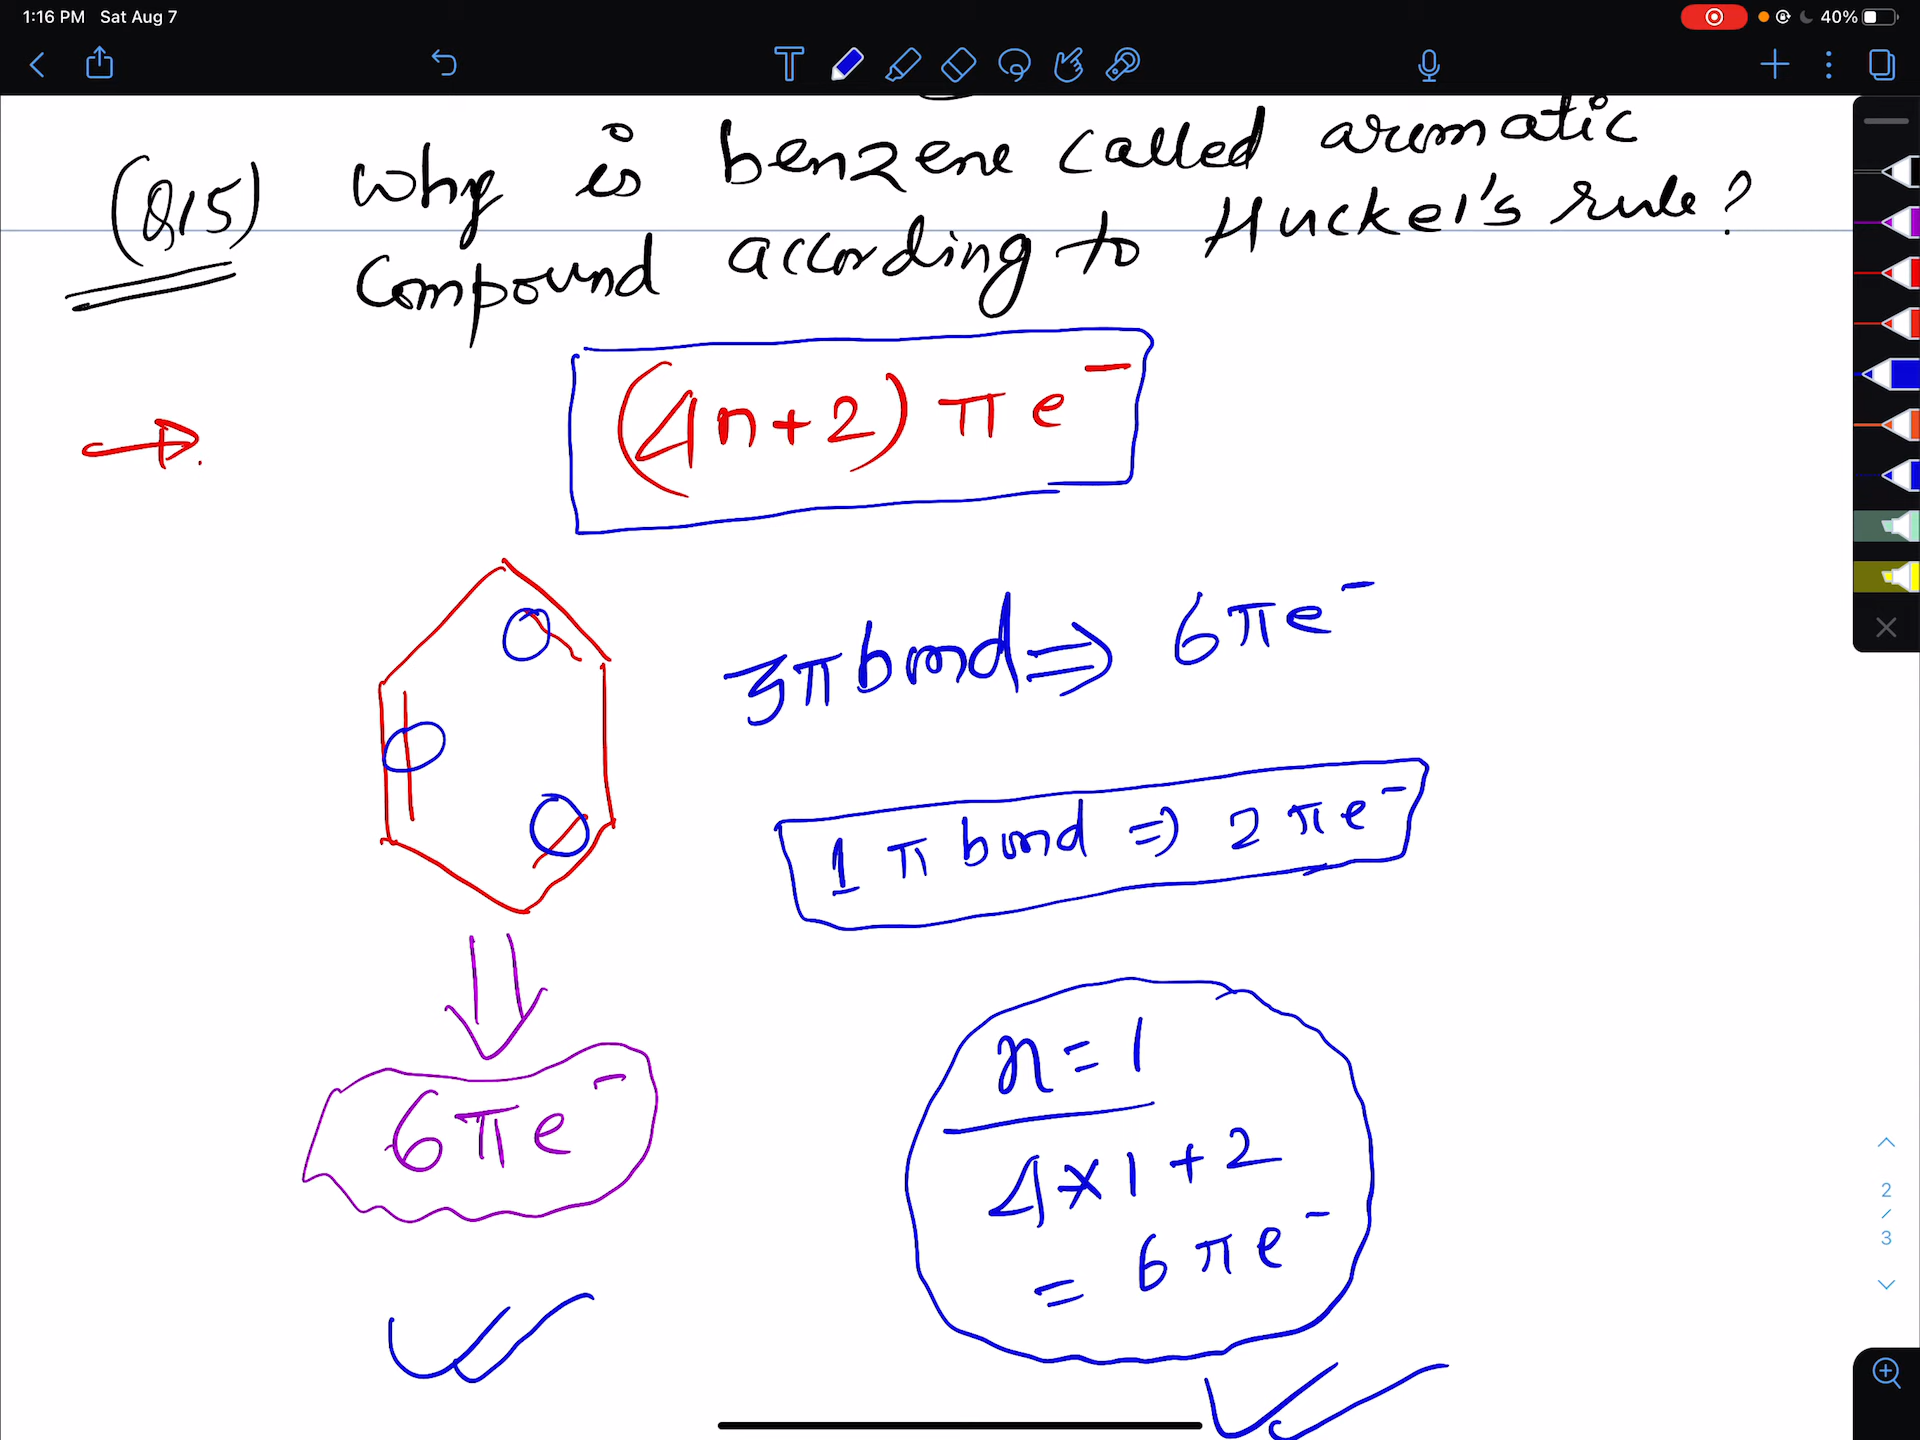 1:16 PM Sat Aug 7
40%
(Q15) Why is benzene called aromatic
Compound according to Huckel's rule?
(4n+2) π e⁻
3π bond ⇒ 6πe⁻
1 π bond ⇒ 2 πe⁻
6πe⁻
n = 1
4×1+2
= 6 πe⁻
2
/
3